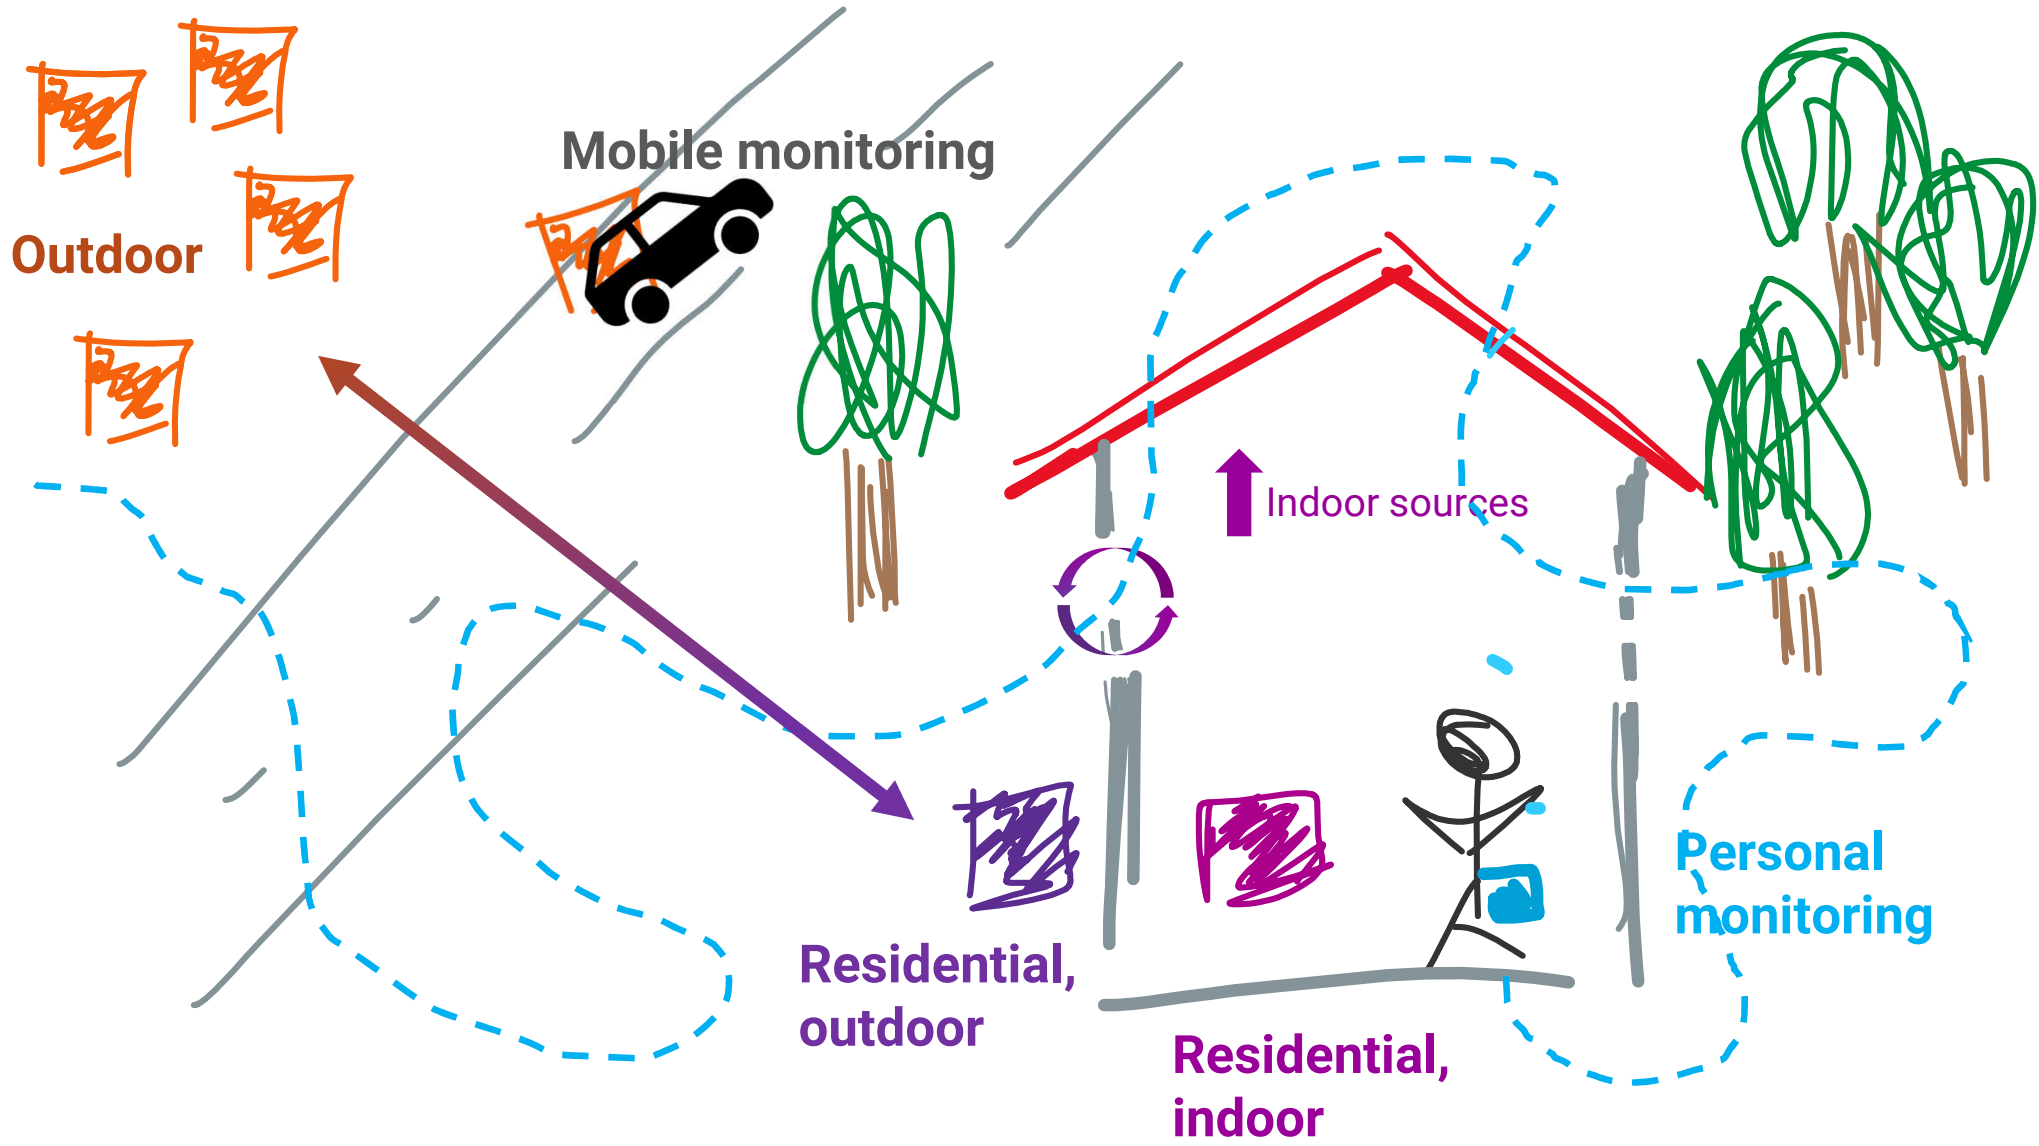 Mobile monitoring
Outdoor
Indoor sources
Personal
monitoring
Residential,
outdoor
Residential,
indoor